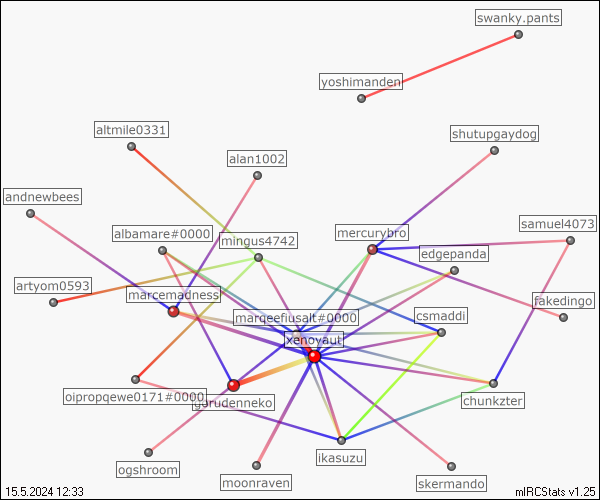 swanky.pants
yoshimanden
altmile0331
shutupgaydog
alan1002
andnewbees
samuel4073
albamare#0000
mercurybro
mingus4742
edgepanda
artyom0593
marcemadness
fakedingo
marqeefiusalt#0000
csmaddi
xenoyaut
oipropqewe0171#0000
chunkzter
ikasuzu
ogshroom
skermando
moonraven
15.5.2024 12:33
mIRCStats v1.25